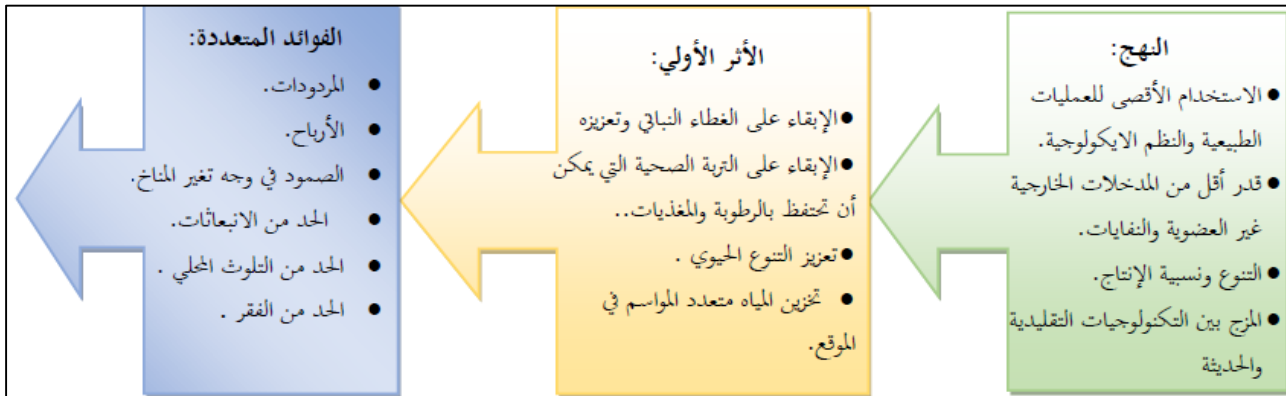 النهج:
● الاستخدام الأقصى للعمليات
الطبيعية والنظم الايكولوجية.
● قدر أقل من المدخلات الخارجية
غير العضوية والنفايات.
● التنوع ونسبية الإنتاج.
● المزج بين التكنولوجيات التقليدية
والحديثة
الأثر الأولي:
● الإبقاء على الغطاء النباتي وتعزيزه
● الإبقاء على التربة الصحية التي يمكن
أن تحتفظ بالرطوبة والمغذيات..
● تعزيز التنوع الحيوي .
● تخزين المياه متعدد المواسم في
الموقع.
الفوائد المتعددة:
● المردودات.
● الأرباح.
● الصمود في وجه تغير المناخ.
● الحد من الانبعاثات.
● الحد من التلوث المحلي .
● الحد من الفقر .